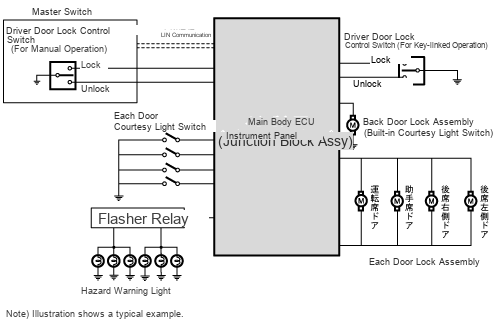 Master Switch
Driver Door Lock Control
Switch
(For Manual Operation)
Lock
Unlock
LIN Communication
Driver Door Lock
Control Switch (For Key-linked Operation)
Lock
Unlock
Each Door
Courtesy Light Switch
Main Body ECU
Instrument Panel
(Junction Block Assy)
M
Back Door Lock Assembly
(Built-in Courtesy Light Switch)
Flasher Relay
M
運転席ドア
M
助手席ドア
M
後席右側ドア
M
後席左側ドア
Each Door Lock Assembly
Hazard Warning Light
Note) Illustration shows a typical example.